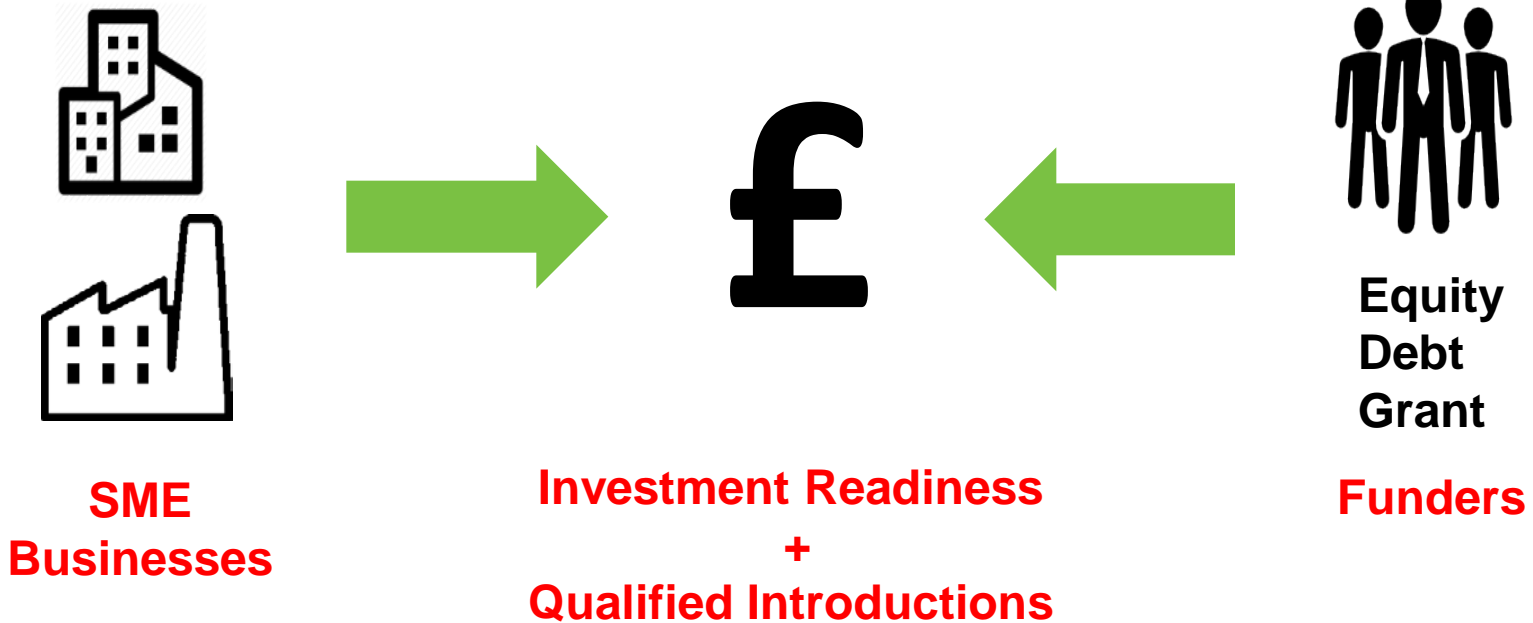 £
Equity
Debt
Grant
SME
Businesses
Investment Readiness
+
Qualified Introductions
Funders